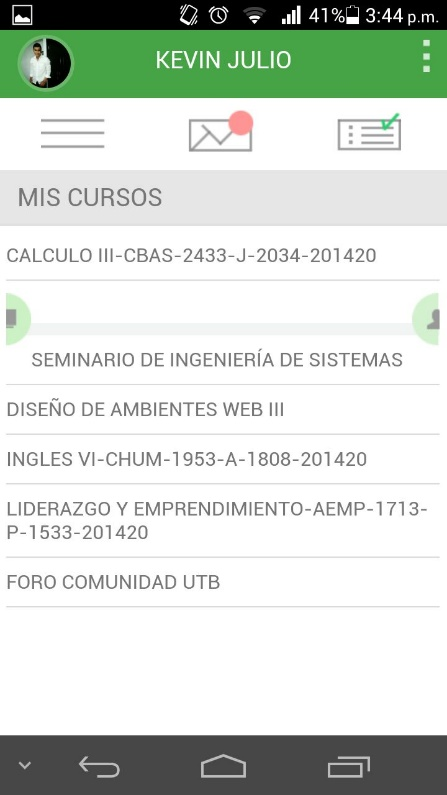 41% 3:44 p.m.
KEVIN JULIO
MIS CURSOS
CALCULO III-CBAS-2433-J-2034-201420
SEMINARIO DE INGENIERÍA DE SISTEMAS
DISEÑO DE AMBIENTES WEB III
INGLES VI-CHUM-1953-A-1808-201420
LIDERAZGO Y EMPRENDIMIENTO-AEMP-1713-
P-1533-201420
FORO COMUNIDAD UTB